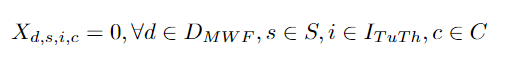 X_{d,s,i,c} = 0, ∀d ∈ D_{MWF}, s ∈ S, i ∈ I_{TuTh}, c ∈ C